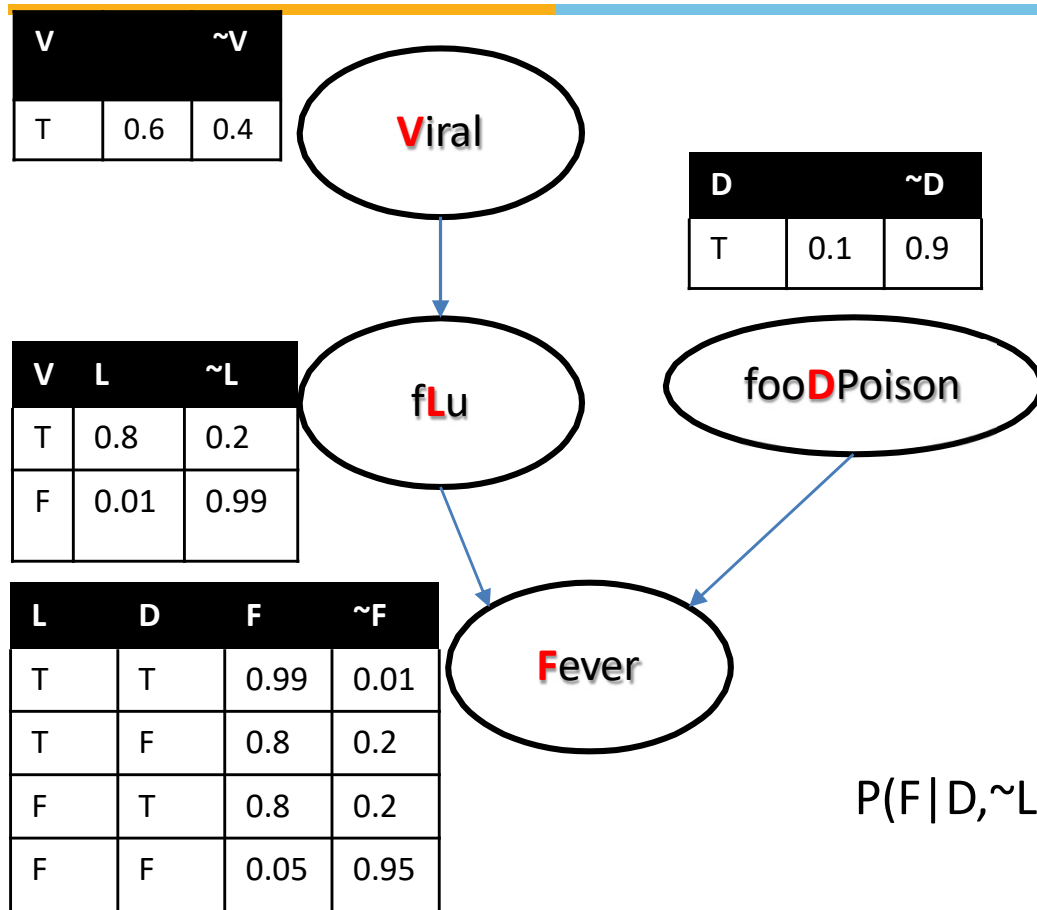 V ~V
T 0.6 0.4
Viral
D ~D
T 0.1 0.9
V L ~L
T 0.8 0.2
F 0.01 0.99
fLu
fooDPoison
L D F ~F
T T 0.99 0.01
T F 0.8 0.2
F T 0.8 0.2
F F 0.05 0.95
Fever
P(F|D,~L